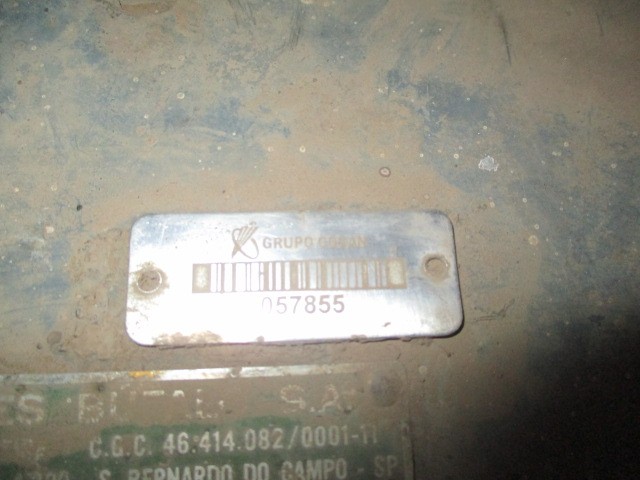 GRUPO
057855
S.A.
C.G.C. 46.414.082/0001-11
S. BERNARDO DO CAMPO - SP